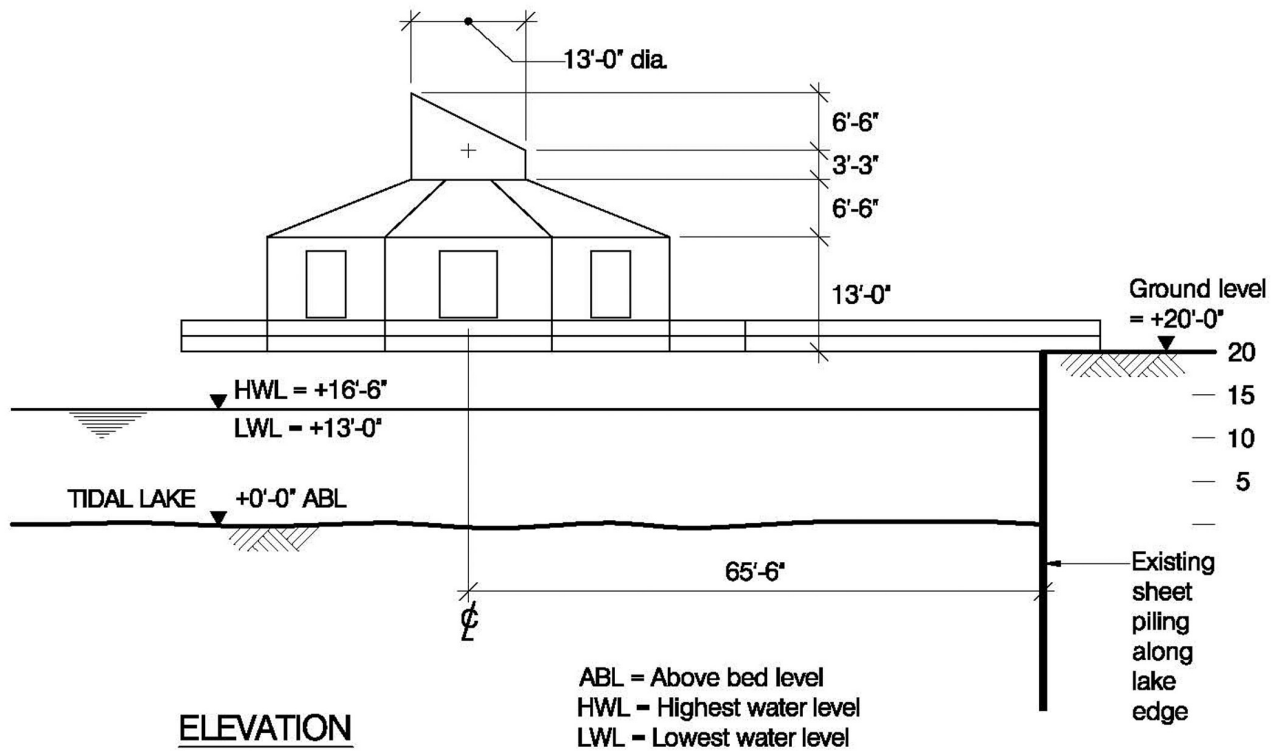 13'-0" dia.
6'-6"
3'-3"
6'-6"
13'-0"
Ground level
= +20'-0"
20
15
10
5
HWL = +16'-6"
LWL = +13'-0"
TIDAL LAKE +0'-0" ABL
65'-6"
℄
Existing
sheet
piling
along
lake
edge
ABL = Above bed level
HWL = Highest water level
LWL = Lowest water level
ELEVATION